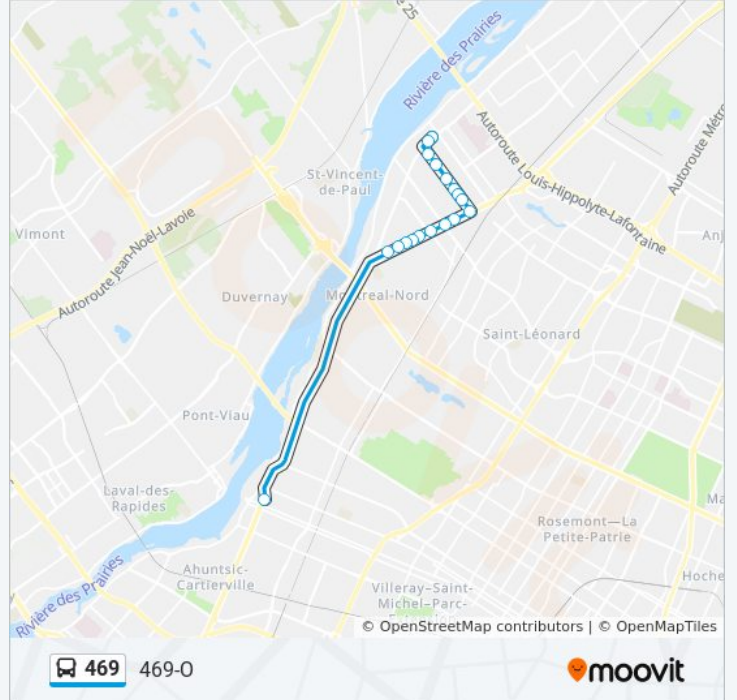 25
Rivière des Prairies
Autoroute Métro
Autoroute Louis-Hippolyte-Lafontaine
St-Vincent-
de-Paul
Autoroute Jean-Noël-Lavoie
Vimont
Anj
Duvernay
Montreal-Nord
Saint-Léonard
Pont-Viau
Laval-des-
Rapides
Ma
Rosemont—La
Petite-Patrie
Rivière des Prairies
Ahuntsic-
Cartierville
Villeray–Saint-
Michel–Parc-
Hoche
© OpenStreetMap contributors | © OpenMapTiles
469 469-O
moovit